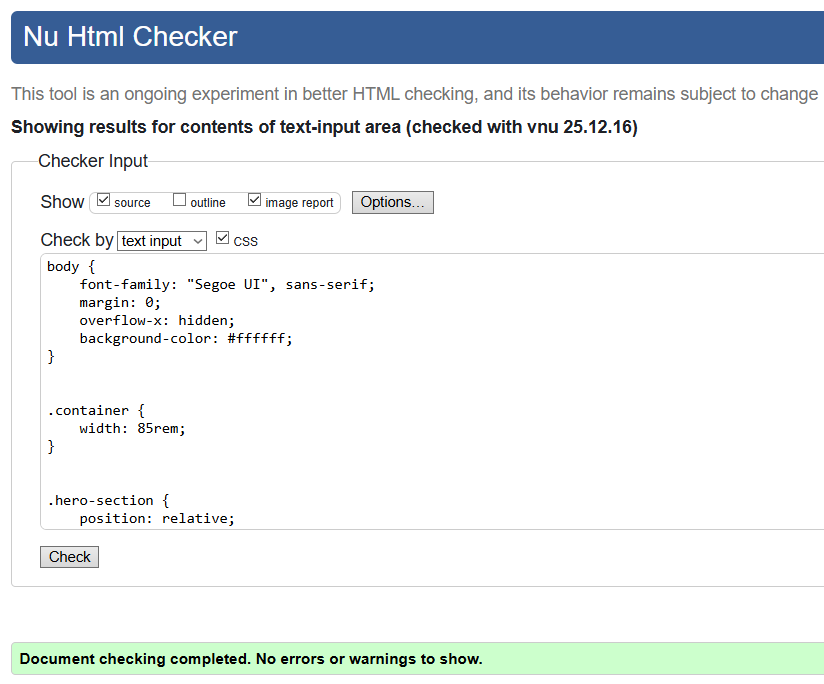 Nu Html Checker
This tool is an ongoing experiment in better HTML checking, and its behavior remains subject to change
Showing results for contents of text-input area (checked with vnu 25.12.16)
Checker Input
Show source outline image report Options...
Check by text input css
body {
    font-family: "Segoe UI", sans-serif;
    margin: 0;
    overflow-x: hidden;
    background-color: #ffffff;
}
.container {
    width: 85rem;
}
.hero-section {
    position: relative;
Check
Document checking completed. No errors or warnings to show.